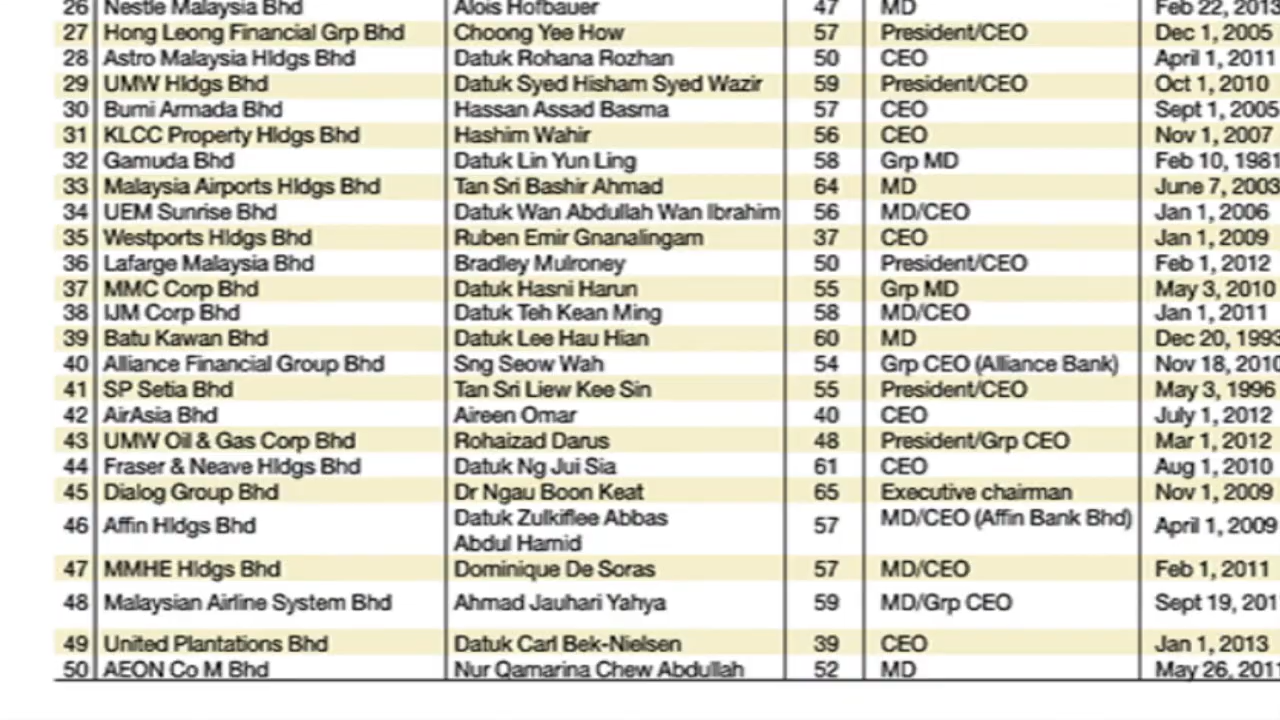 26 Nestle Malaysia Bhd Alois Hofbauer 47 MD Feb 22, 2013
27 Hong Leong Financial Grp Bhd Choong Yee How 57 President/CEO Dec 1, 2005
28 Astro Malaysia Hldgs Bhd Datuk Rohana Rozhan 50 CEO April 1, 2011
29 UMW Hldgs Bhd Datuk Syed Hisham Syed Wazir 59 President/CEO Oct 1, 2010
30 Bumi Armada Bhd Hassan Assad Basma 57 CEO Sept 1, 2005
31 KLCC Property Hldgs Bhd Hashim Wahir 56 CEO Nov 1, 2007
32 Gamuda Bhd Datuk Lin Yun Ling 58 Grp MD Feb 10, 1981
33 Malaysia Airports Hldgs Bhd Tan Sri Bashir Ahmad 64 MD June 7, 2003
34 UEM Sunrise Bhd Datuk Wan Abdullah Wan Ibrahim 56 MD/CEO Jan 1, 2006
35 Westports Hldgs Bhd Ruben Emir Gnanalingam 37 CEO Jan 1, 2009
36 Lafarge Malaysia Bhd Bradley Mulroney 50 President/CEO Feb 1, 2012
37 MMC Corp Bhd Datuk Hasni Harun 55 Grp MD May 3, 2010
38 IJM Corp Bhd Datuk Teh Kean Ming 58 MD/CEO Jan 1, 2011
39 Batu Kawan Bhd Datuk Lee Hau Hian 60 MD Dec 20, 1993
40 Alliance Financial Group Bhd Sng Seow Wah 54 Grp CEO (Alliance Bank) Nov 18, 2010
41 SP Setia Bhd Tan Sri Liew Kee Sin 55 President/CEO May 3, 1996
42 AirAsia Bhd Aireen Omar 40 CEO July 1, 2012
43 UMW Oil & Gas Corp Bhd Rohaizad Darus 48 President/Grp CEO Mar 1, 2012
44 Fraser & Neave Hldgs Bhd Datuk Ng Jui Sia 61 CEO Aug 1, 2010
45 Dialog Group Bhd Dr Ngau Boon Keat 65 Executive chairman Nov 1, 2009
46 Affin Hldgs Bhd Datuk Zulkiflee Abbas 57 MD/CEO (Affin Bank Bhd) April 1, 2009
Abdul Hamid
47 MMHE Hldgs Bhd Dominique De Soras 57 MD/CEO Feb 1, 2011
48 Malaysian Airline System Bhd Ahmad Jauhari Yahya 59 MD/Grp CEO Sept 19, 201
49 United Plantations Bhd Datuk Carl Bek-Nielsen 39 CEO Jan 1, 2013
50 AEON Co M Bhd Nur Qamarina Chew Abdullah 52 MD May 26, 2011